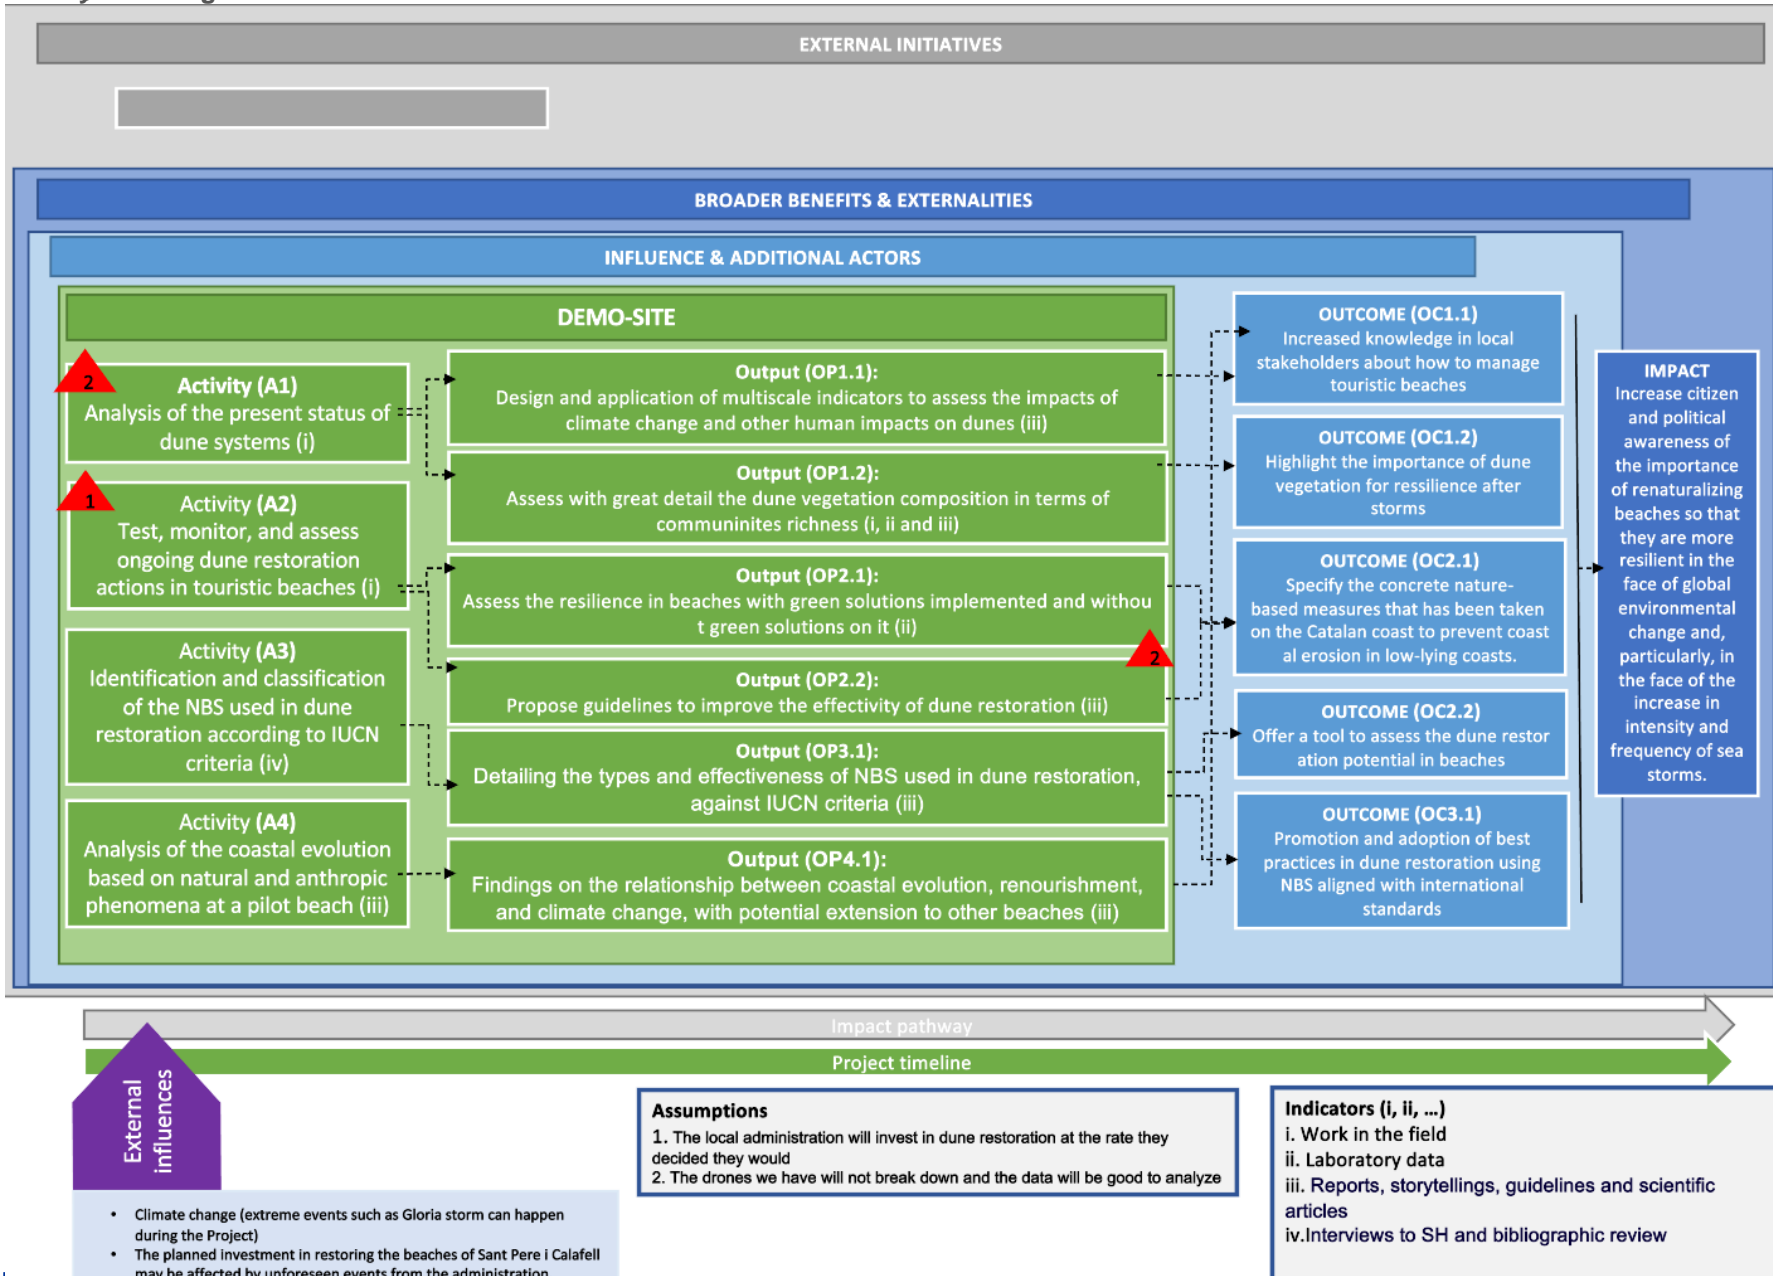 EXTERNAL INITIATIVES
BROADER BENEFITS & EXTERNALITIES
INFLUENCE & ADDITIONAL ACTORS
DEMO-SITE
2
Activity (A1)
Analysis of the present status of
dune systems (i)
1
Activity (A2)
Test, monitor, and assess
ongoing dune restoration
actions in touristic beaches (i)
Activity (A3)
Identification and classification
of the NBS used in dune
restoration according to IUCN
criteria (iv)
Activity (A4)
Analysis of the coastal evolution
based on natural and anthropic
phenomena at a pilot beach (iii)
Output (OP1.1):
Design and application of multiscale indicators to assess the impacts of
climate change and other human impacts on dunes (iii)
Output (OP1.2):
Assess with great detail the dune vegetation composition in terms of
communinites richness (i, ii and iii)
Output (OP2.1):
Assess the resilience in beaches with green solutions implemented and withou
t green solutions on it (ii)
2
Output (OP2.2):
Propose guidelines to improve the effectivity of dune restoration (iii)
Output (OP3.1):
Detailing the types and effectiveness of NBS used in dune restoration,
against IUCN criteria (iii)
Output (OP4.1):
Findings on the relationship between coastal evolution, renourishment,
and climate change, with potential extension to other beaches (iii)
OUTCOME (OC1.1)
Increased knowledge in local
stakeholders about how to manage
touristic beaches
OUTCOME (OC1.2)
Highlight the importance of dune
vegetation for ressilience after
storms
OUTCOME (OC2.1)
Specify the concrete nature-
based measures that has been taken
on the Catalan coast to prevent coast
al erosion in low-lying coasts.
OUTCOME (OC2.2)
Offer a tool to assess the dune restor
ation potential in beaches
OUTCOME (OC3.1)
Promotion and adoption of best
practices in dune restoration using
NBS aligned with international
standards
IMPACT
Increase citizen
and political
awareness of
the importance
of renaturalizing
beaches so that
they are more
resilient in the
face of global
environmental
change and,
particularly, in
the face of the
increase in
intensity and
frequency of sea
storms.
Impact pathway
Project timeline
External
influences
• Climate change (extreme events such as Gloria storm can happen
during the Project)
• The planned investment in restoring the beaches of Sant Pere i Calafell
may be affected by unforeseen events from the administration
Assumptions
1. The local administration will invest in dune restoration at the rate they
decided they would
2. The drones we have will not break down and the data will be good to analyze
Indicators (i, ii, ...)
i. Work in the field
ii. Laboratory data
iii. Reports, storytellings, guidelines and scientific
articles
iv.Interviews to SH and bibliographic review